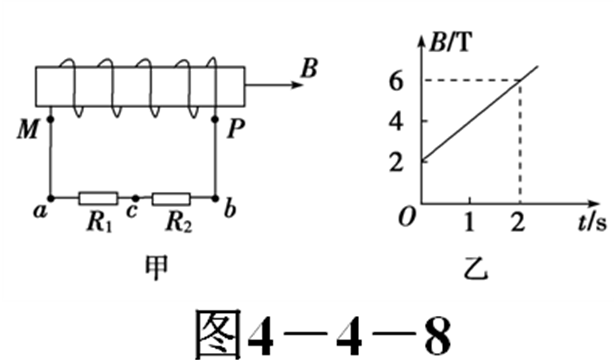 B
M
P
a
R₁
c
R₂
b
甲
B/T
6
4
2
O
1
2
t/s
乙
图4－4－8